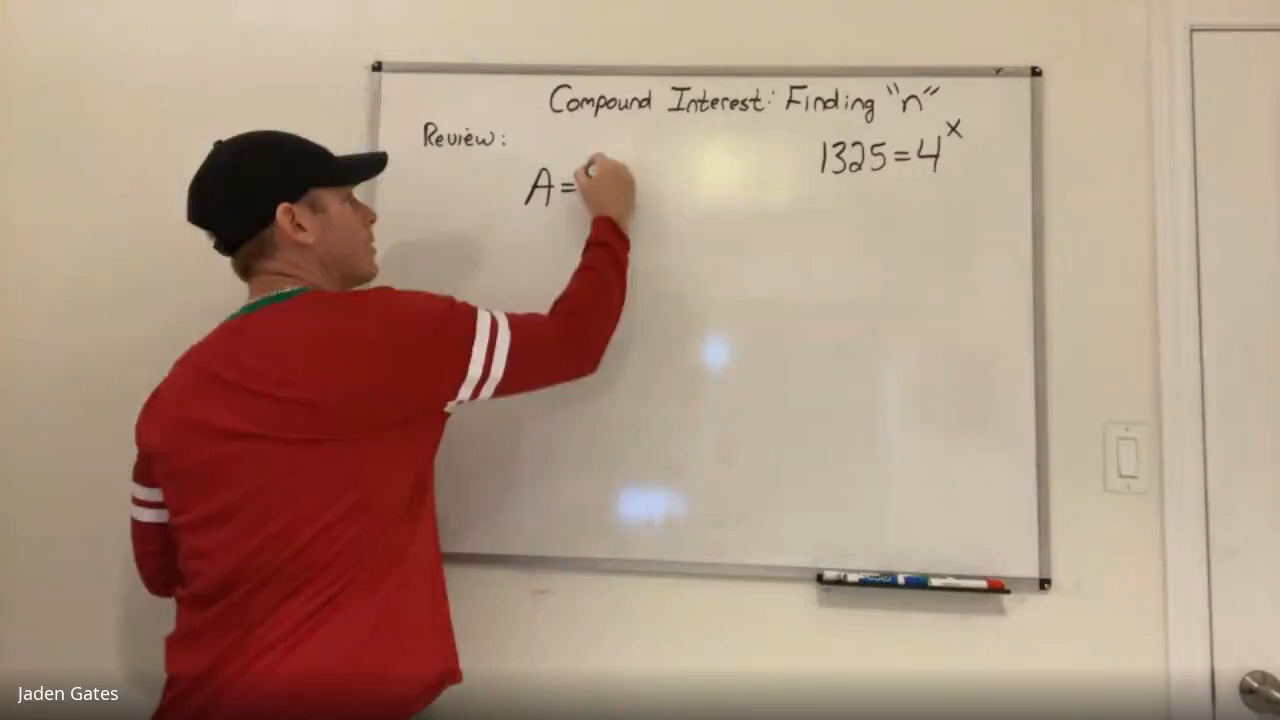 Compound Interest: Finding "n"
Review:
1325=4^x
A=
Jaden Gates